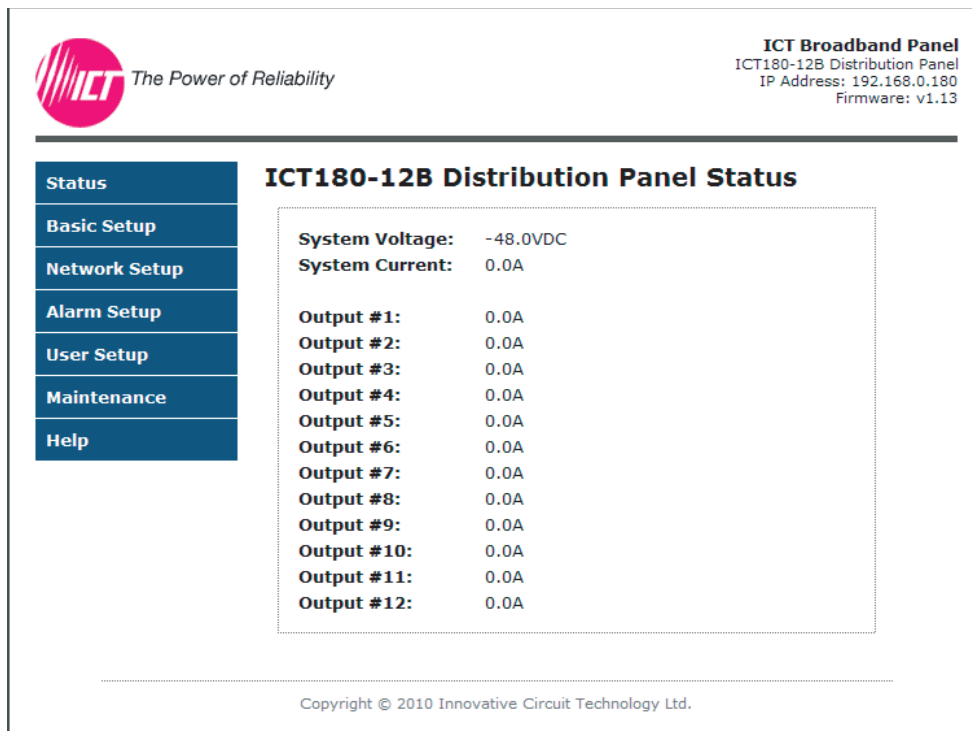 ICT
The Power of Reliability
ICT Broadband Panel
ICT180-12B Distribution Panel
IP Address: 192.168.0.180
Firmware: v1.13
Status
Basic Setup
Network Setup
Alarm Setup
User Setup
Maintenance
Help
ICT180-12B Distribution Panel Status
System Voltage: -48.0VDC
System Current: 0.0A
Output #1: 0.0A
Output #2: 0.0A
Output #3: 0.0A
Output #4: 0.0A
Output #5: 0.0A
Output #6: 0.0A
Output #7: 0.0A
Output #8: 0.0A
Output #9: 0.0A
Output #10: 0.0A
Output #11: 0.0A
Output #12: 0.0A
Copyright © 2010 Innovative Circuit Technology Ltd.